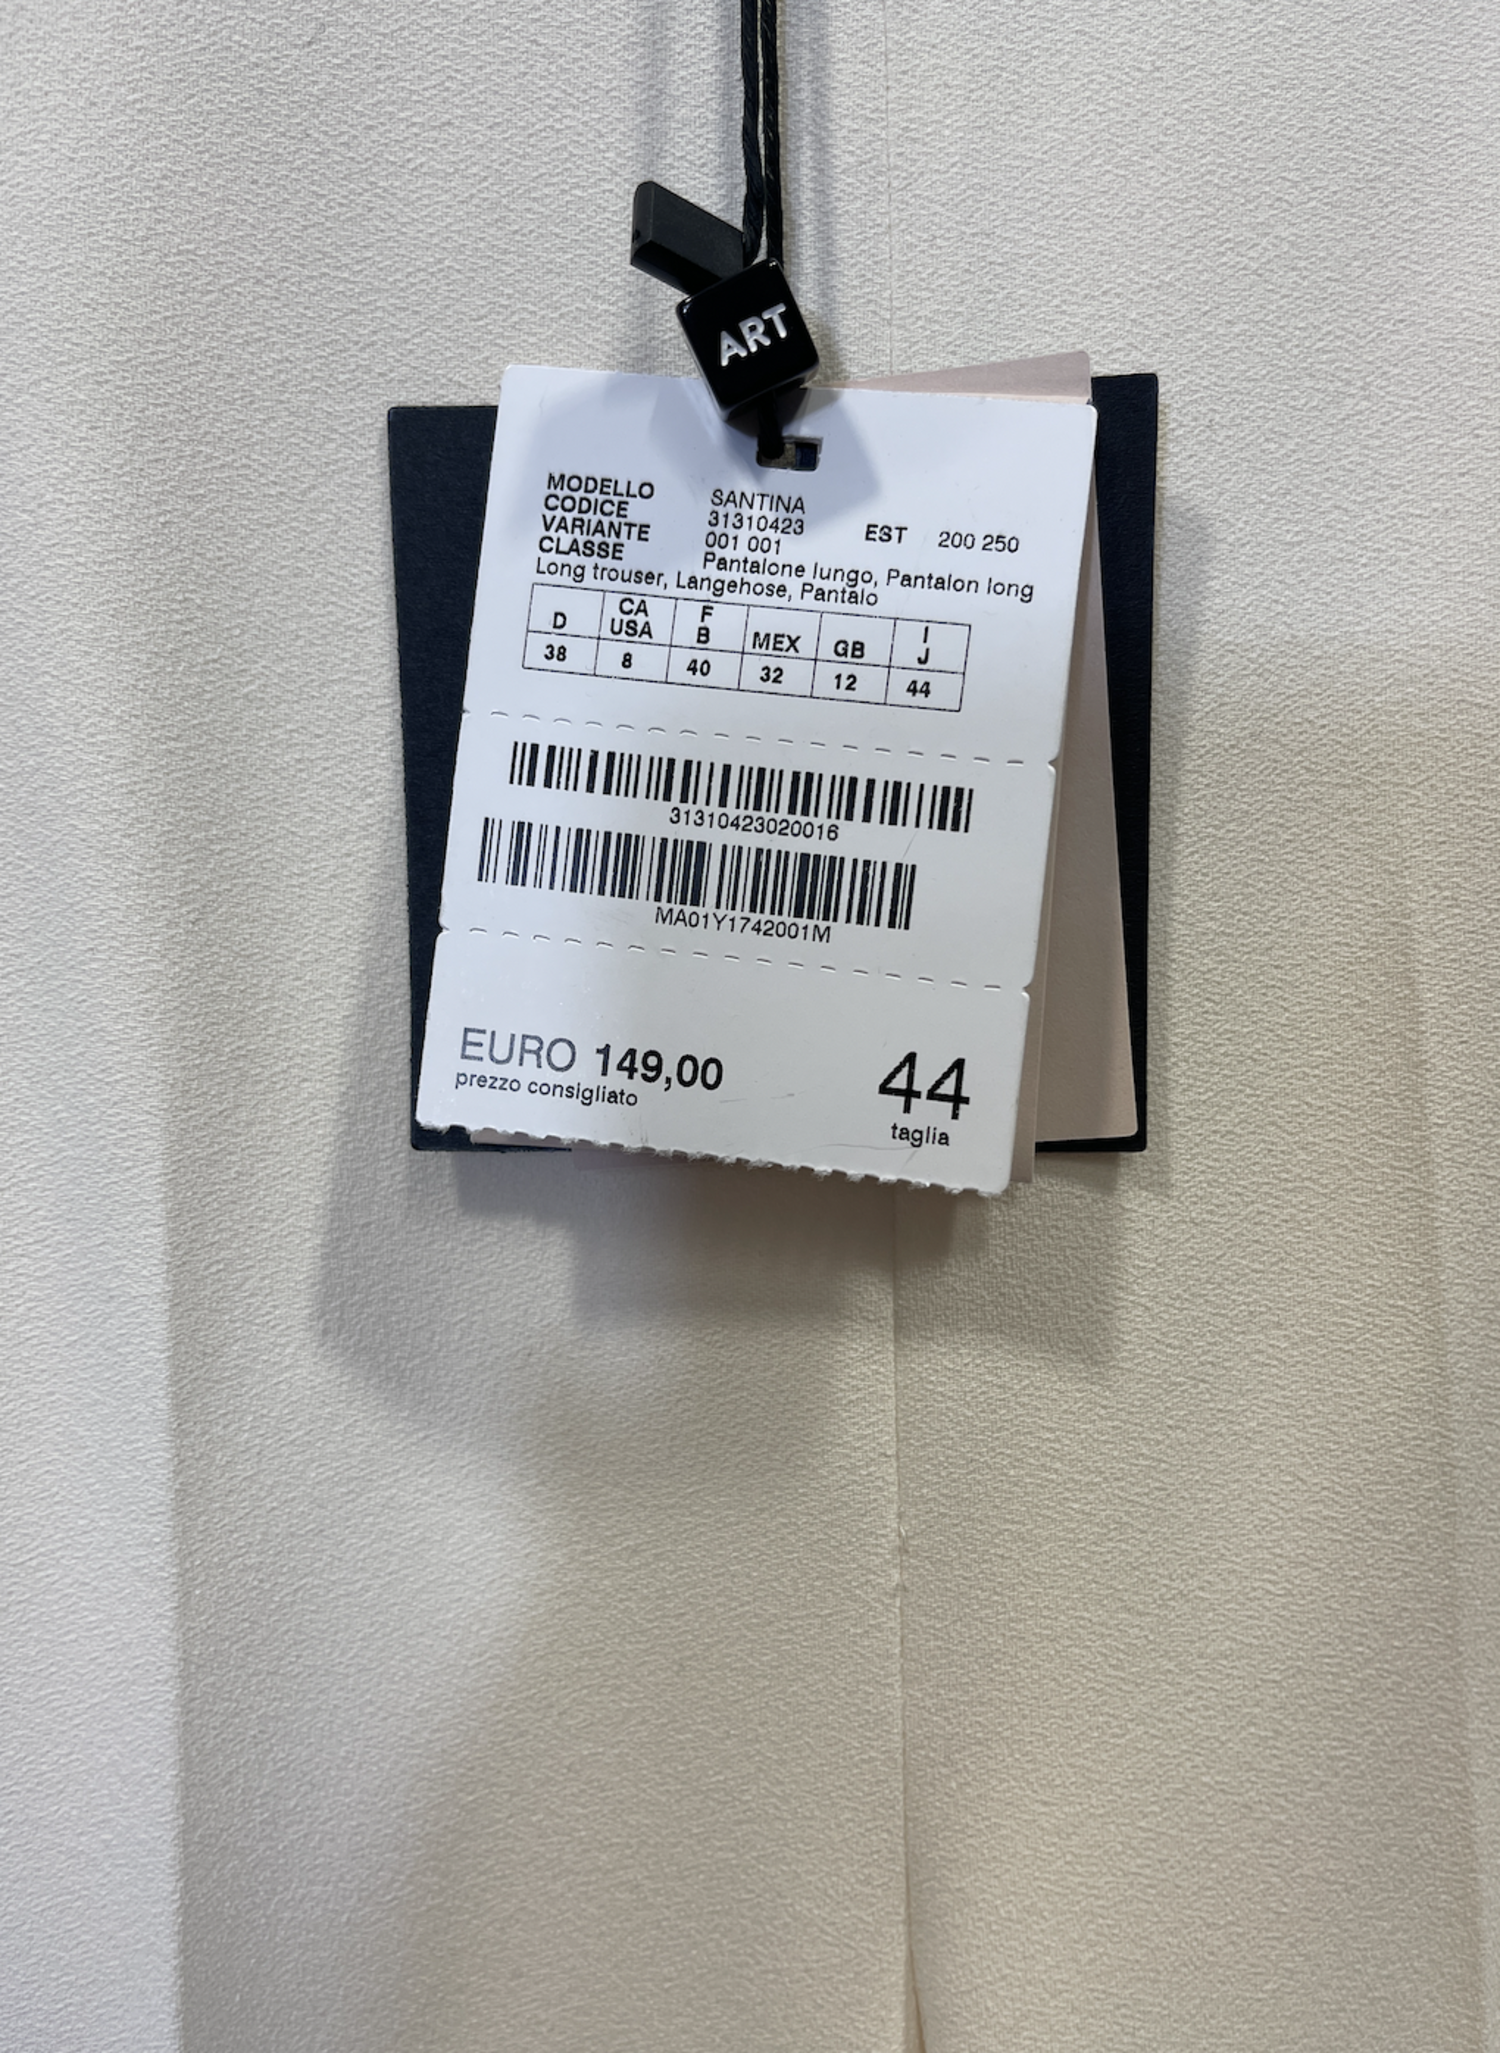 ART
MODELLO SANTINA
CODICE 31310423 EST 200 250
VARIANTE 001 001
CLASSE Pantalone lungo, Pantalon long
Long trouser, Langehose, Pantalo
D CA USA F B MEX GB I J
38 8 40 32 12 44
31310423020016
MA01Y1742001M
EURO 149,00 44
prezzo consigliato taglia